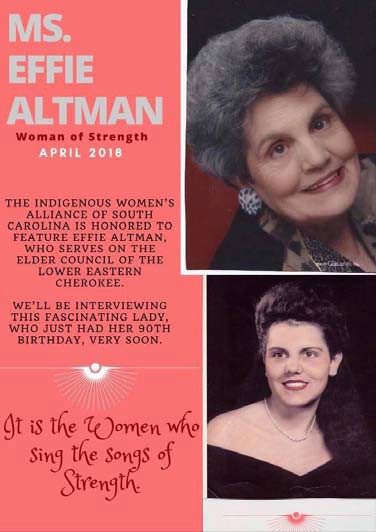 MS.
EFFIE
ALTMAN
Woman of Strength
APRIL 2018
THE INDIGENOUS WOMEN'S
ALLIANCE OF SOUTH
CAROLINA IS HONORED TO
FEATURE EFFIE ALTMAN,
WHO SERVES ON THE
ELDER COUNCIL OF THE
LOWER EASTERN
CHEROKEE.
WE'LL BE INTERVIEWING
THIS FASCINATING LADY,
WHO JUST HAD HER 90TH
BIRTHDAY, VERY SOON.
It is the Women who
sing the songs of
Strength.